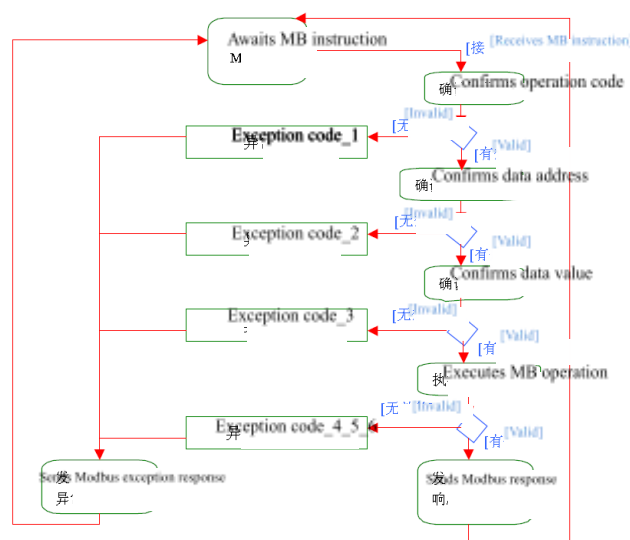 Awaits MB instruction
M
[接
[Receives MB instruction
确
Confirms operation code
[Invalid]
[无
Exception code_1
异
[Valid]
[有
确
Confirms data address
[Invalid]
[无
Exception code_2
[Valid]
[有
确
Confirms data value
[Invalid]
[无
Exception code_3
[Valid]
[有
执
Executes MB operation
[无
[Invalid]
Exception code_4_5_6
异
[Valid]
[有
Sends Modbus exception response
发
异
Sends Modbus response
发
响